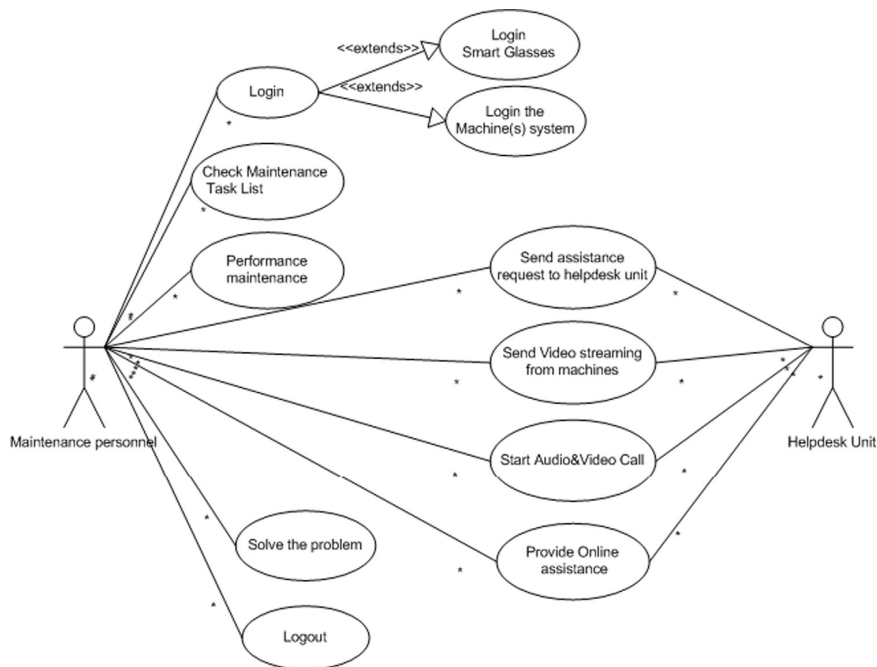 Login
Smart Glasses
<<extends>>
<<extends>>
Login
Login the
Machine(s) system
*
Check Maintenance
Task List
*
Performance
maintenance
*
Send assistance
request to helpdesk unit
*
*
Send Video streaming
from machines
*
*
Maintenance personnel
Helpdesk Unit
Start Audio&Video Call
*
*
Solve the problem
*
Provide Online
assistance
*
*
Logout
*